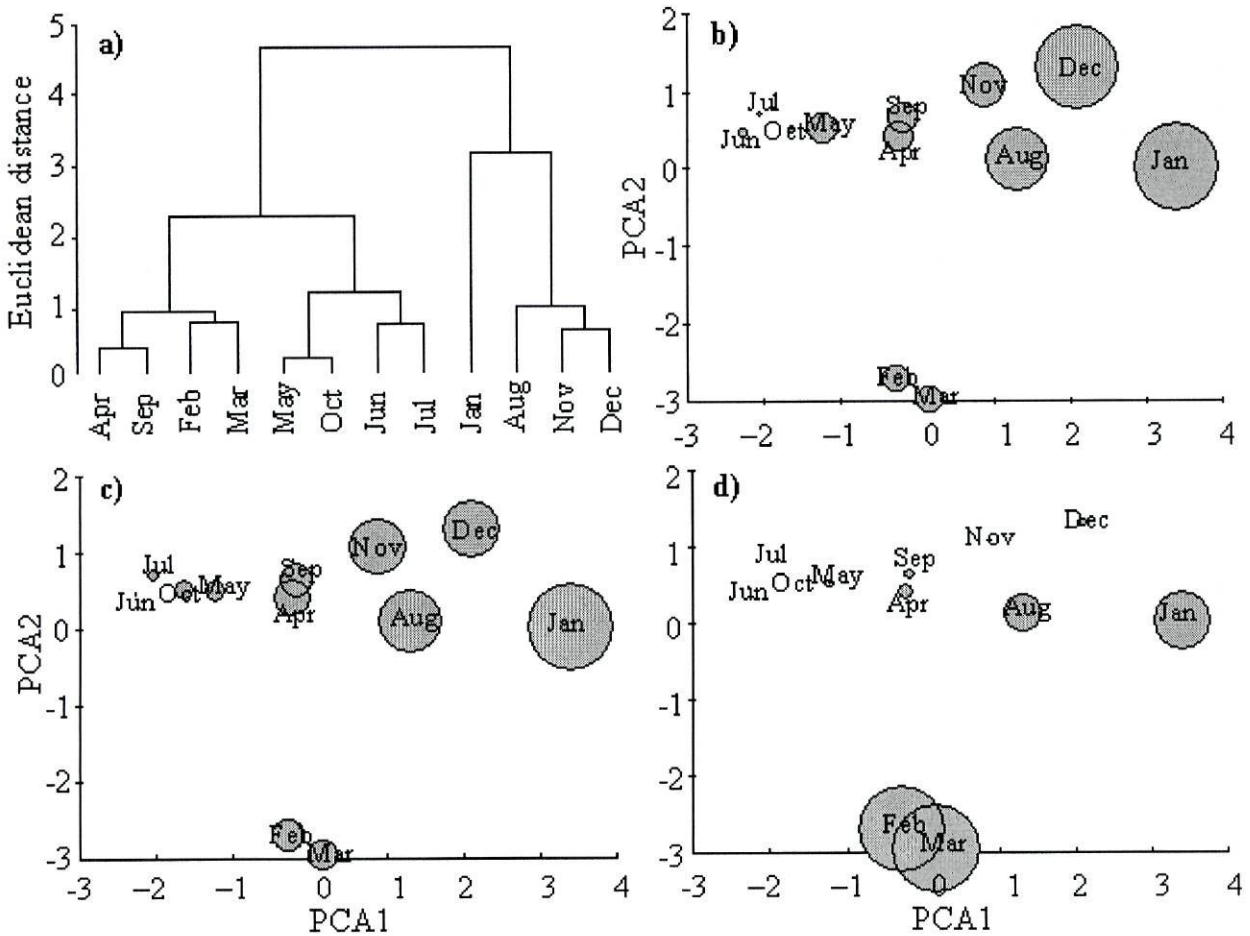 a)
Euclidean distance
5
4
3
2
1
0
Apr
Sep
Feb
Mar
May
Oct
Jun
Jul
Jan
Aug
Nov
Dec
b)
PCA2
2
1
0
-1
-2
-3
-3 −2 −1 0 1 2 3 4
Dec
Nov
Jul
Sep
May
Jun
Oct
Apr
Aug
Jan
Feb
Mar
c)
PCA2
2
1
0
-1
-2
-3
−3 −2 −1 0 1 2 3 4
PCA1
Dec
Nov
Jul
Sep
May
Jun
Oct
Apr
Aug
Jan
Feb
Mar
d)
2
1
0
-1
-2
-3
−3 −2 −1 0 1 2 3 4
PCA1
Dec
Nov
Jul
Sep
May
Jun
Oct
Apr
Aug
Jan
Feb
Mar